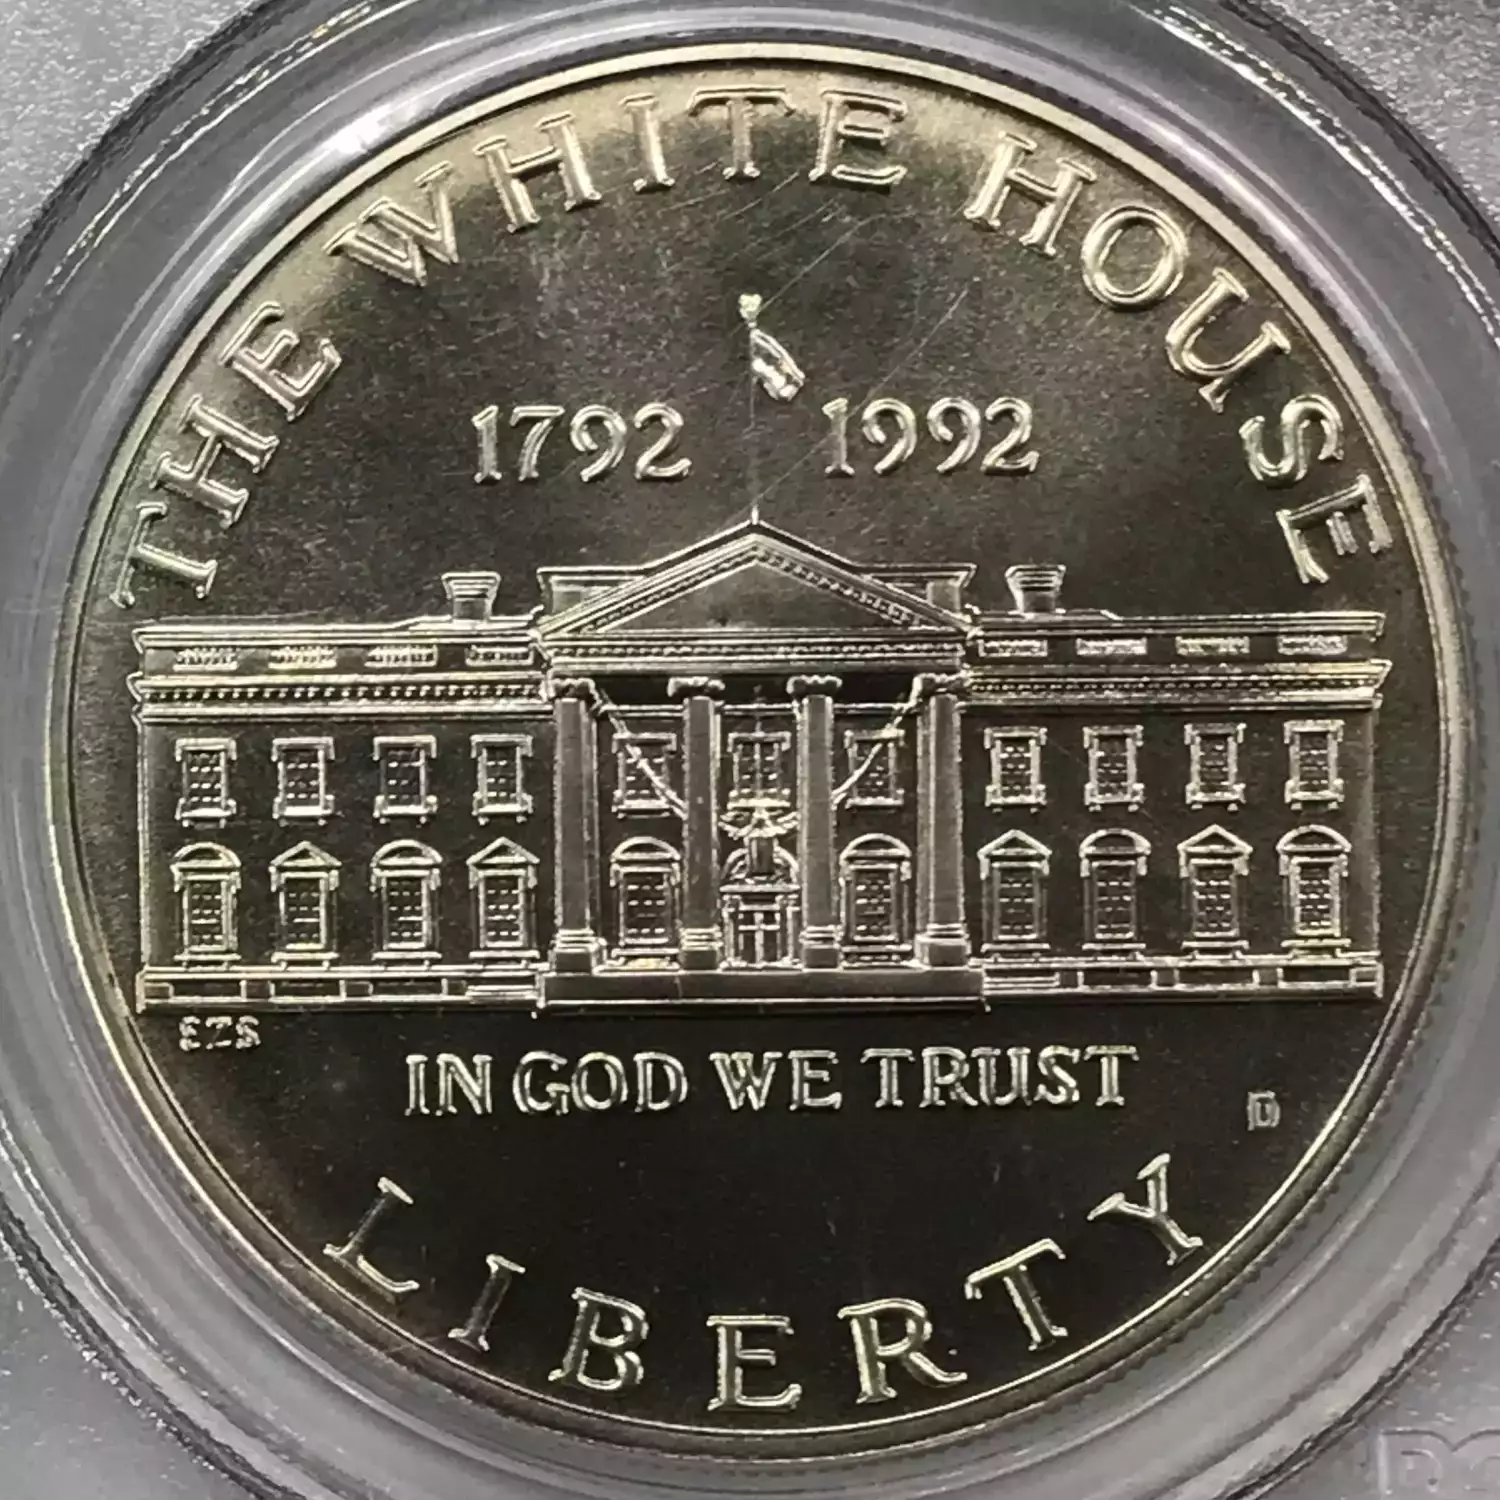 THE WHITE HOUSE
1792 1992
EZS
IN GOD WE TRUST
D
LIBERTY